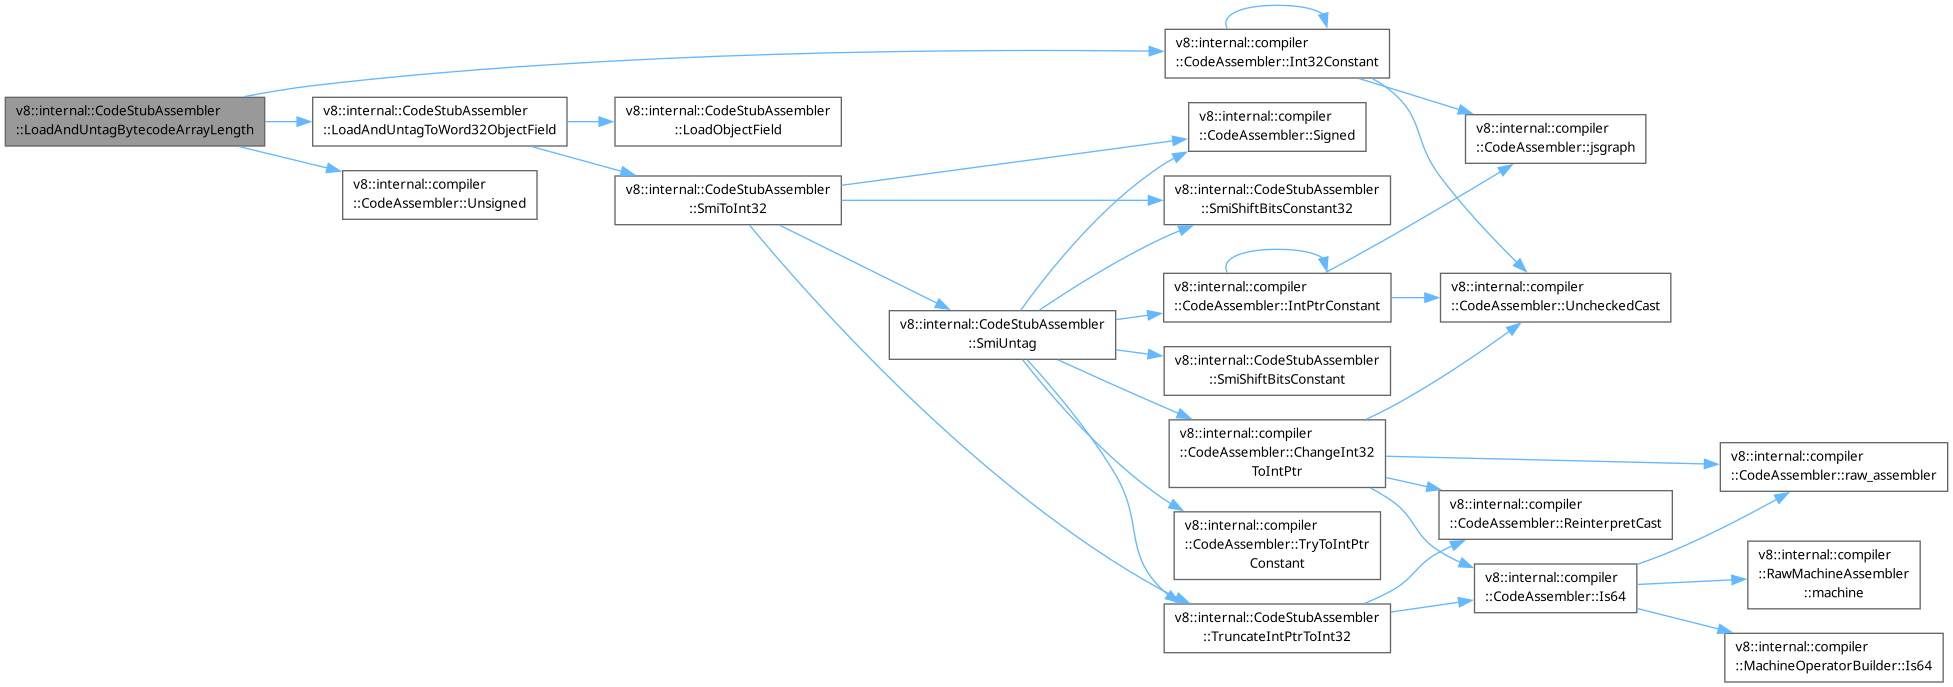 v8::internal::CodeStubAssembler
::LoadAndUntagBytecodeArrayLength
v8::internal::compiler
::CodeAssembler::Int32Constant
v8::internal::CodeStubAssembler
::LoadAndUntagToWord32ObjectField
v8::internal::CodeStubAssembler
::LoadObjectField
v8::internal::CodeStubAssembler
::SmiToInt32
v8::internal::compiler
::CodeAssembler::Unsigned
v8::internal::compiler
::CodeAssembler::Signed
v8::internal::CodeStubAssembler
::SmiShiftBitsConstant32
v8::internal::CodeStubAssembler
::SmiUntag
v8::internal::compiler
::CodeAssembler::IntPtrConstant
v8::internal::CodeStubAssembler
::SmiShiftBitsConstant
v8::internal::compiler
::CodeAssembler::ChangeInt32
ToIntPtr
v8::internal::compiler
::CodeAssembler::TryToIntPtr
Constant
v8::internal::CodeStubAssembler
::TruncateIntPtrToInt32
v8::internal::compiler
::CodeAssembler::jsgraph
v8::internal::compiler
::CodeAssembler::UncheckedCast
v8::internal::compiler
::CodeAssembler::ReinterpretCast
v8::internal::compiler
::CodeAssembler::Is64
v8::internal::compiler
::CodeAssembler::raw_assembler
v8::internal::compiler
::RawMachineAssembler
::machine
v8::internal::compiler
::MachineOperatorBuilder::Is64